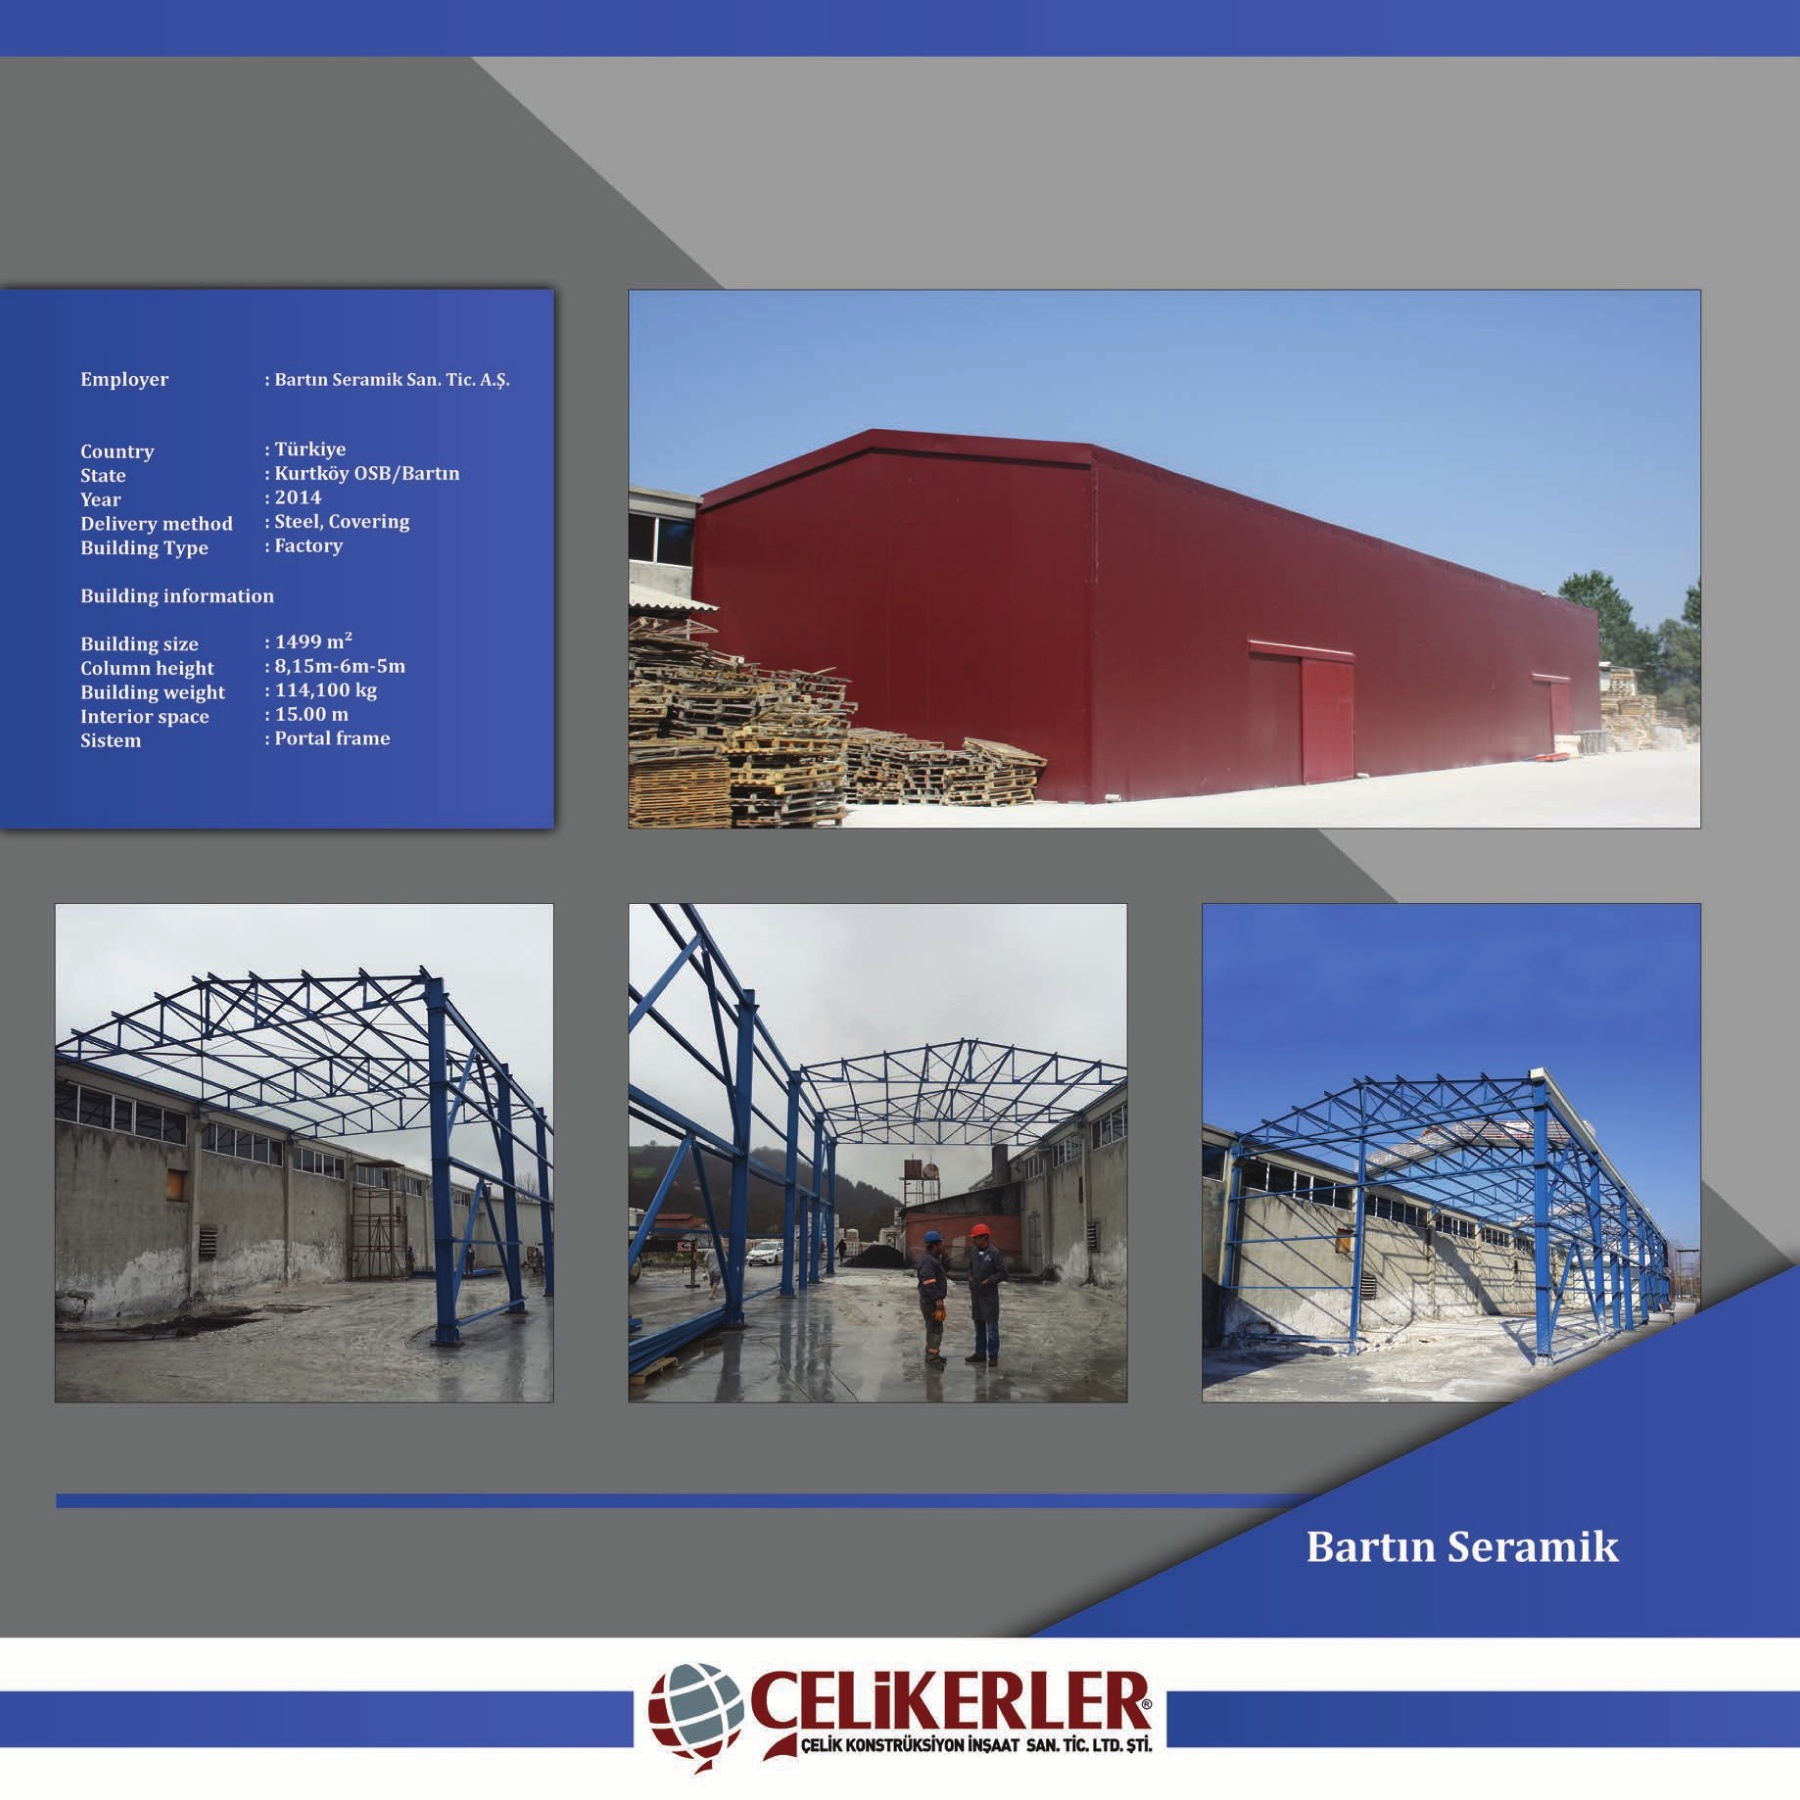 Employer : Bartın Seramik San. Tic. A.Ş.
Country : Türkiye
State : Kurtköy OSB/Bartın
Year : 2014
Delivery method : Steel, Covering
Building Type : Factory
Building information
Building size : 1499 m²
Column height : 8,15m-6m-5m
Building weight : 114,100 kg
Interior space : 15.00 m
Sistem : Portal frame
Bartın Seramik
ÇELiKERLER®
ÇELİK KONSTRÜKSİYON İNŞAAT SAN. TİC. LTD. ŞTİ.